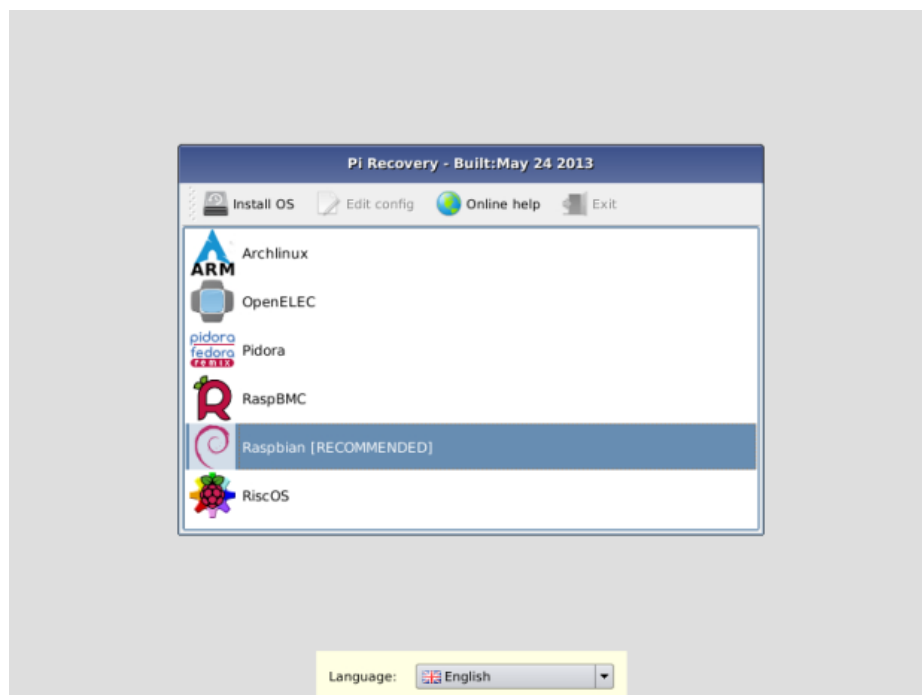 Pi Recovery - Built:May 24 2013
Install OS Edit config Online help Exit
ARM Archlinux
OpenELEC
pidora
fedora Pidora
remix
RaspBMC
Raspbian [RECOMMENDED]
RiscOS
Language: English